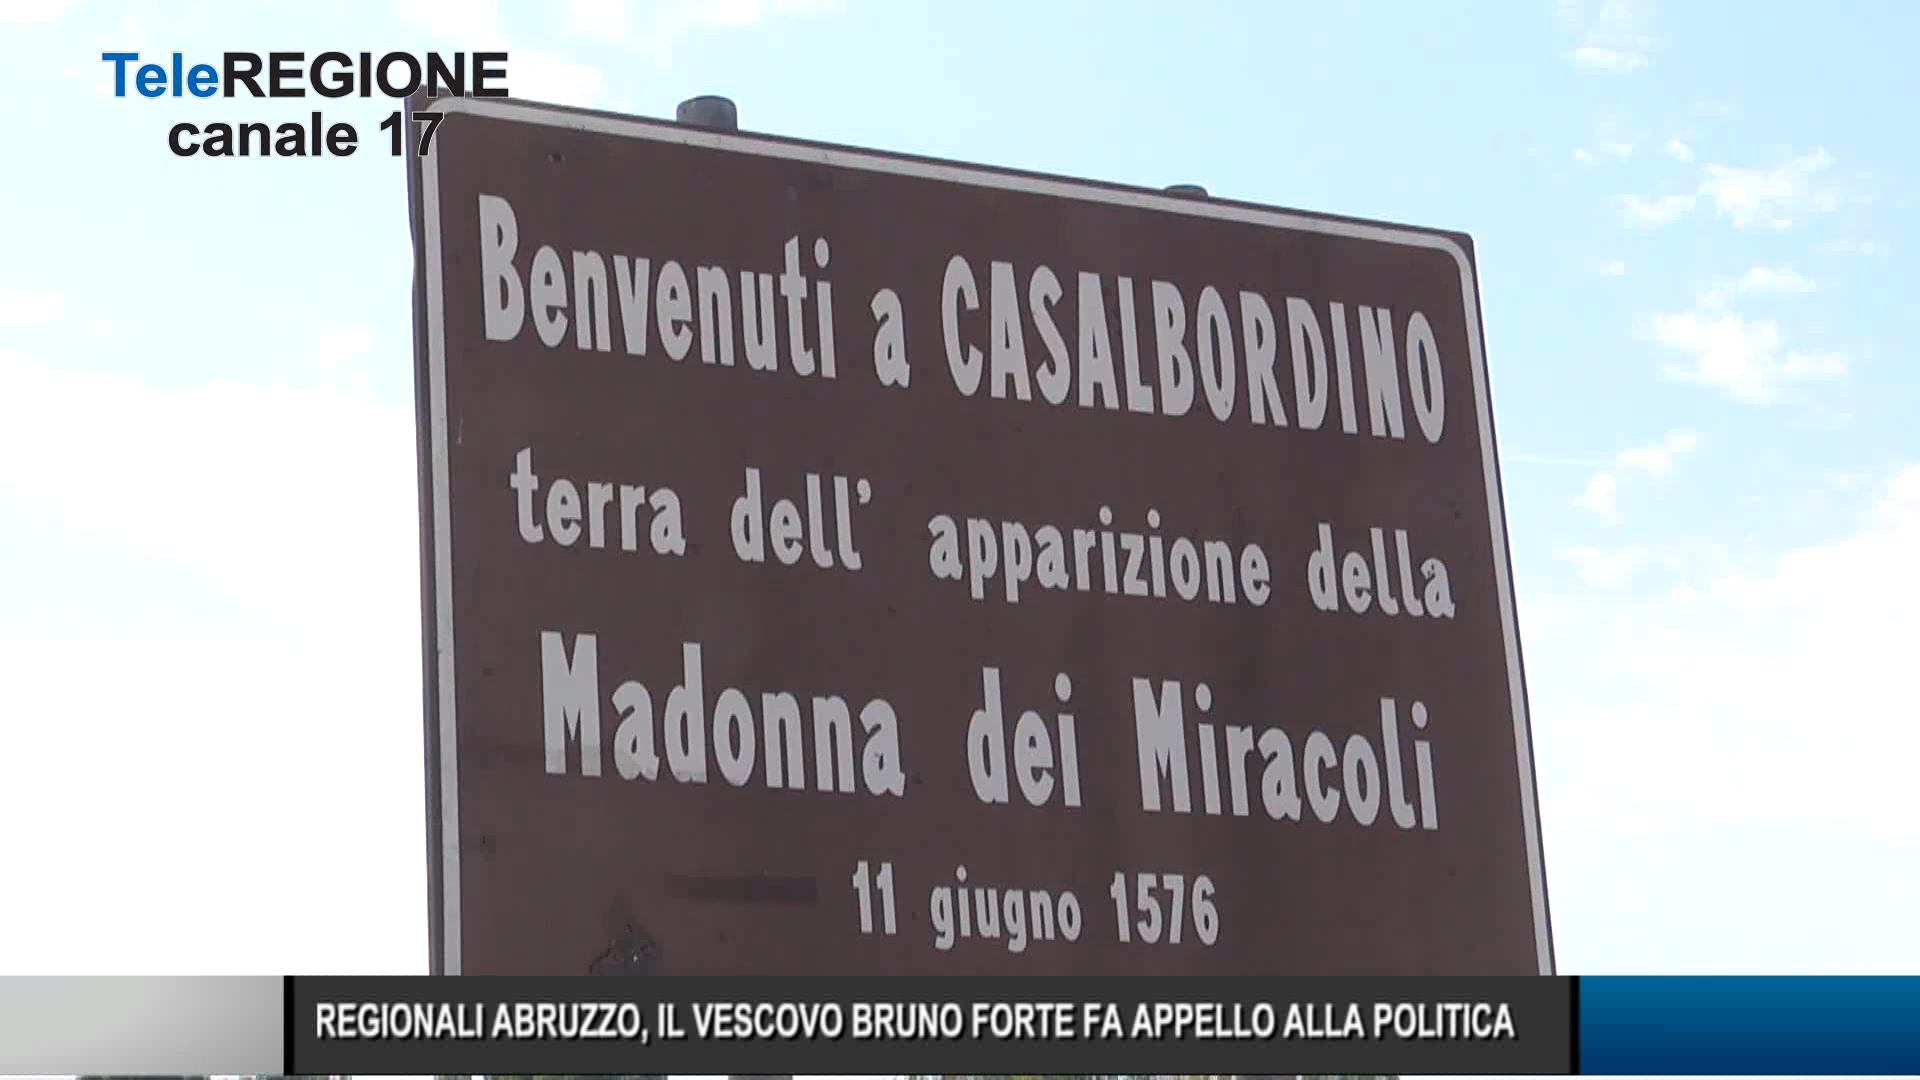 TeleREGIONE
canale 17
Benvenuti a CASALBORDINO
terra dell' apparizione della
Madonna dei Miracoli
11 giugno 1576
REGIONALI ABRUZZO, IL VESCOVO BRUNO FORTE FA APPELLO ALLA POLITICA